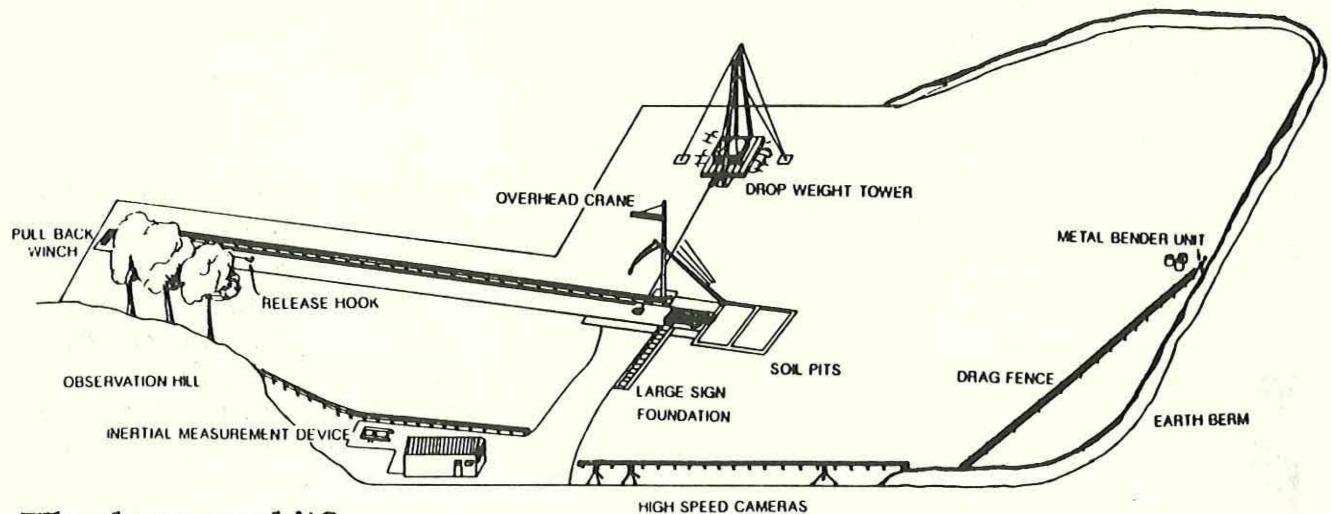 DROP WEIGHT TOWER
OVERHEAD CRANE
PULL BACK
WINCH
METAL BENDER UNIT
RELEASE HOOK
SOIL PITS
OBSERVATION HILL
DRAG FENCE
LARGE SIGN
FOUNDATION
EARTH BERM
INERTIAL MEASUREMENT DEVICE
HIGH SPEED CAMERAS
The